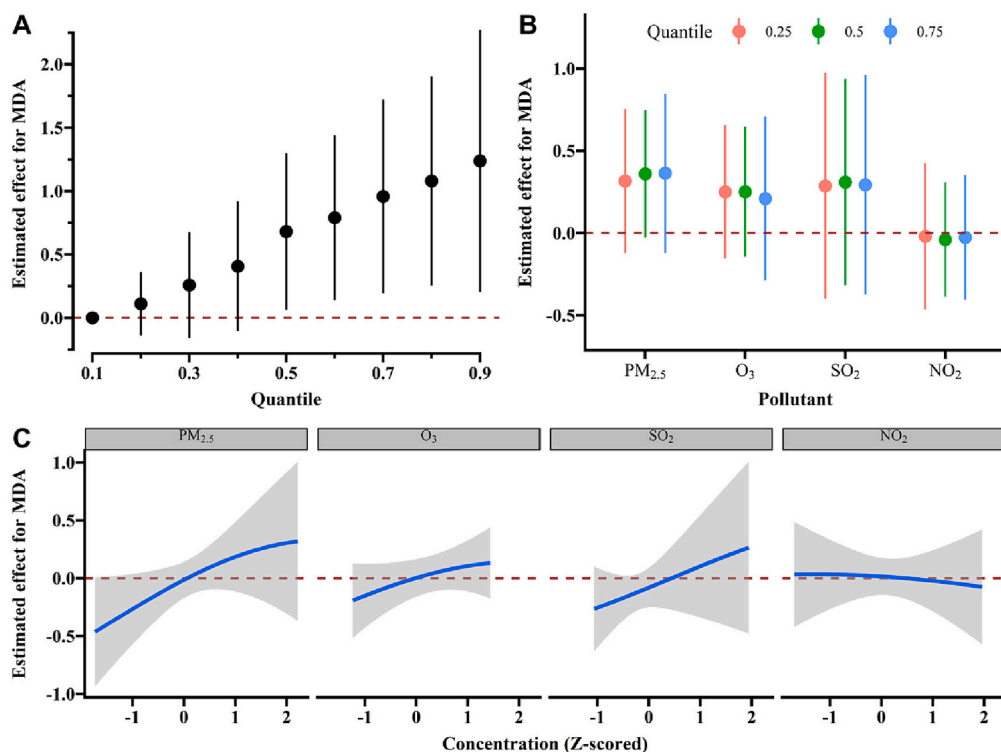 A
Estimated effect for MDA
2.0
1.5
1.0
0.5
0.0
0.1 0.3 0.5 0.7 0.9
Quantile
B
Quantile 0.25 0.5 0.75
Estimated effect for MDA
1.0
0.5
0.0
-0.5
PM2.5 O3 SO2 NO2
Pollutant
C
PM2.5 O3 SO2 NO2
Estimated effect for MDA
1.0
0.5
0.0
-0.5
-1.0
-1 0 1 2 -1 0 1 2 -1 0 1 2 -1 0 1 2
Concentration (Z-scored)